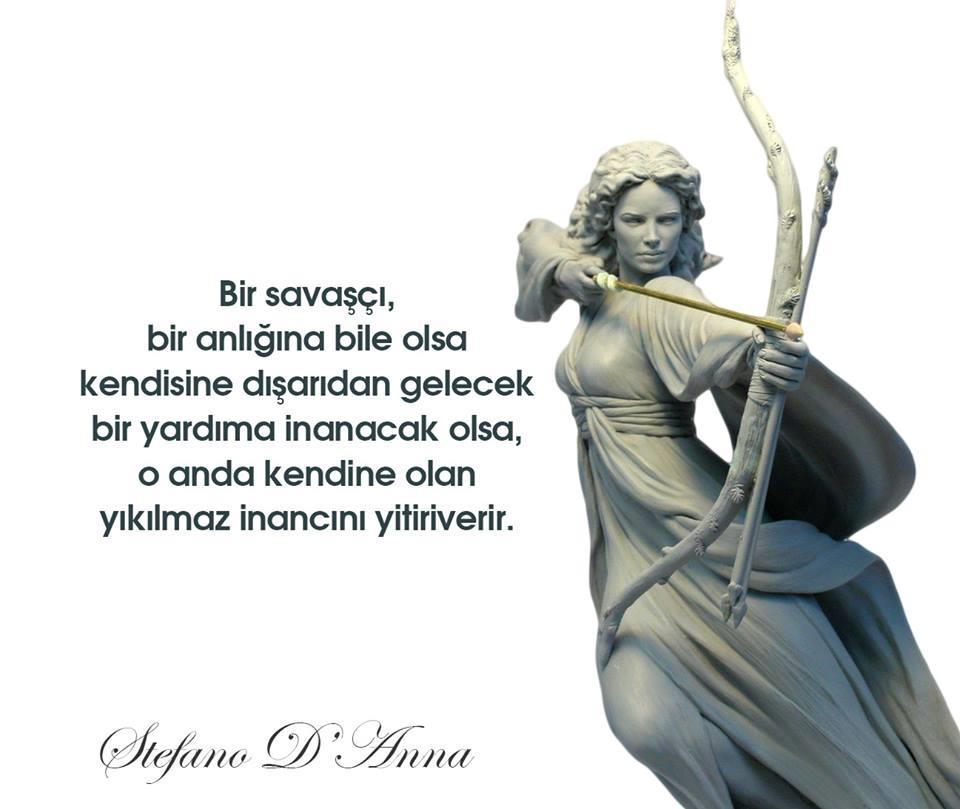 Bir savaşçı,
bir anlığına bile olsa
kendisine dışarıdan gelecek
bir yardıma inanacak olsa,
o anda kendine olan
yıkılmaz inancını yitiriverir.
Stefano D'Anna